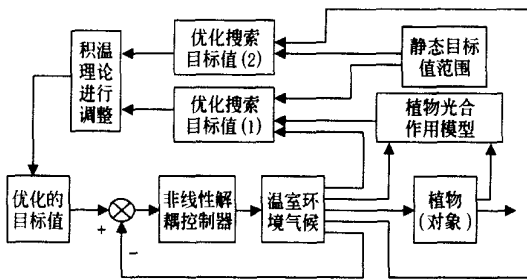 优化搜索
目标值(2)
静态目标
值范围
积温
理论
进行
调整
优化搜索
目标值(1)
植物光合
作用模型
优化的
目标值
+
−
非线性解
耦控制器
温室环
境气候
植物
(对象)